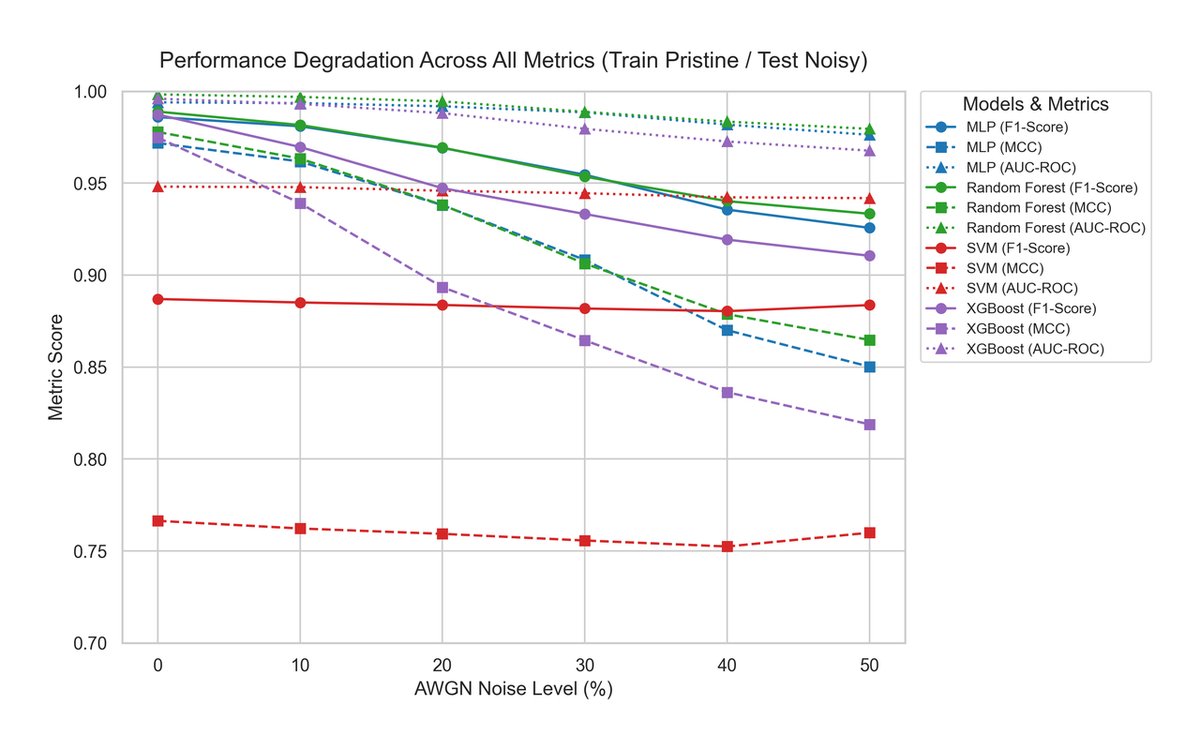 Performance Degradation Across All Metrics (Train Pristine / Test Noisy)
Metric Score
1.00
0.95
0.90
0.85
0.80
0.75
0.70
0
10
20
30
40
50
AWGN Noise Level (%)
Models & Metrics
MLP (F1-Score)
MLP (MCC)
MLP (AUC-ROC)
Random Forest (F1-Score)
Random Forest (MCC)
Random Forest (AUC-ROC)
SVM (F1-Score)
SVM (MCC)
SVM (AUC-ROC)
XGBoost (F1-Score)
XGBoost (MCC)
XGBoost (AUC-ROC)